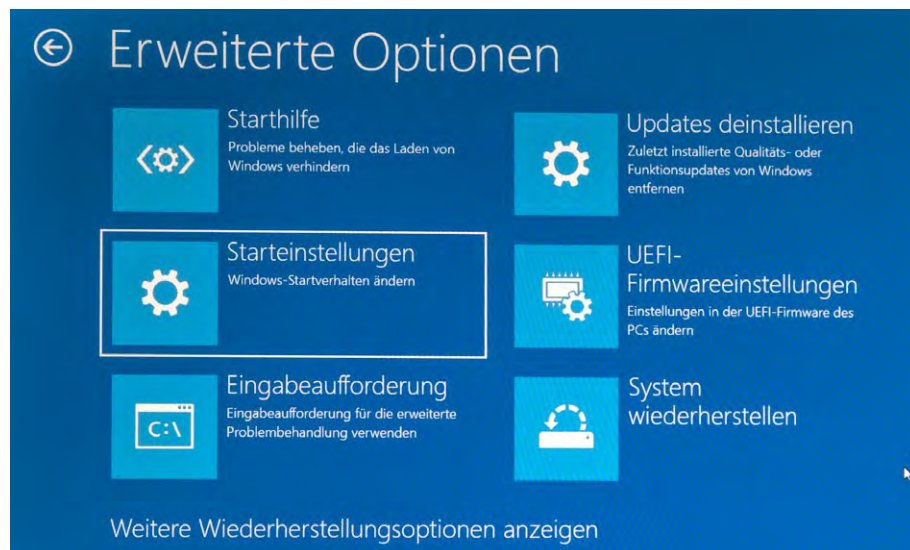 Erweiterte Optionen
Starthilfe
Probleme beheben, die das Laden von
Windows verhindern
Starteinstellungen
Windows-Startverhalten ändern
Eingabeaufforderung
Eingabeaufforderung für die erweiterte
Problembehandlung verwenden
C:\
Updates deinstallieren
Zuletzt installierte Qualitäts- oder
Funktionsupdates von Windows
entfernen
UEFI-
Firmwareeinstellungen
Einstellungen in der UEFI-Firmware des
PCs ändern
System
wiederherstellen
Weitere Wiederherstellungsoptionen anzeigen